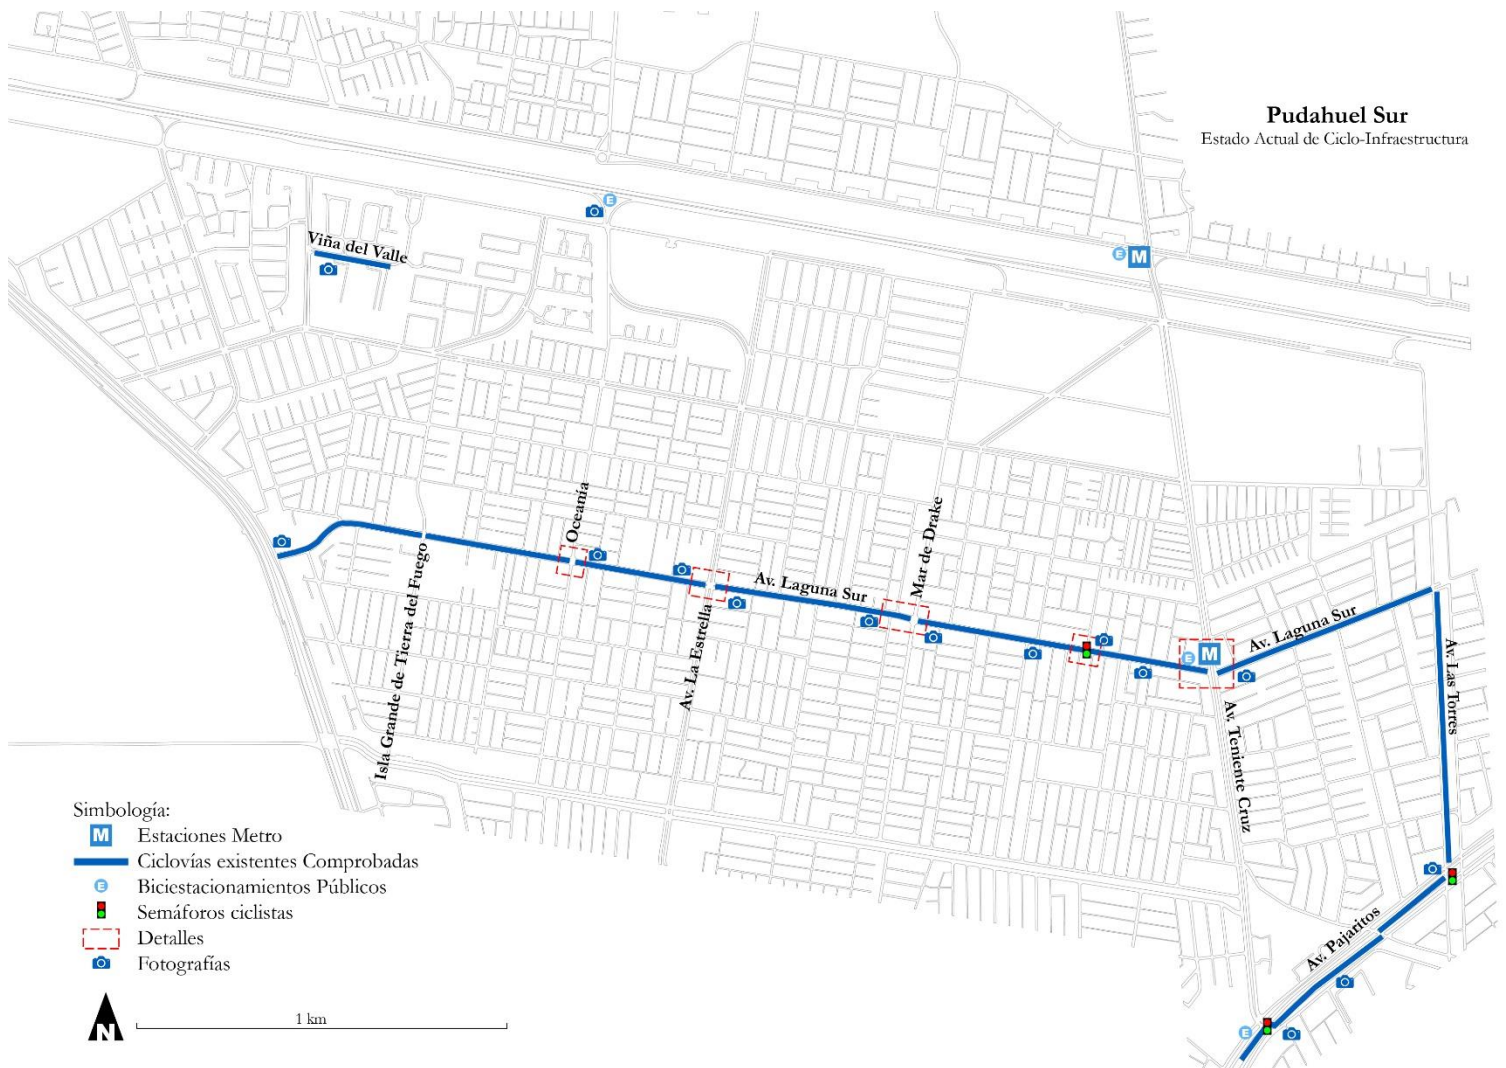 Pudahuel Sur
Estado Actual de Ciclo-Infraestructura
E
Viña del Valle
E
M
Oceanía
Mar de Drake
Isla Grande de Tierra del Fuego
Av. La Estrella
Av. Laguna Sur
E
M
Av. Laguna Sur
Av. Las Torres
Av. Teniente Cruz
Av. Pajaritos
E
Simbología:
M Estaciones Metro
Ciclovías existentes Comprobadas
E Biciestacionamientos Públicos
Semáforos ciclistas
Detalles
Fotografías
N
1 km